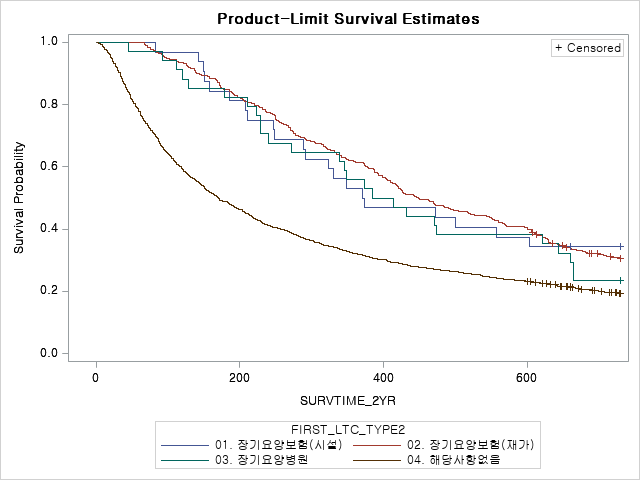 Product-Limit Survival Estimates
+ Censored
1.0
0.8
0.6
0.4
0.2
0.0
Survival Probability
0 200 400 600
SURVTIME_2YR
FIRST_LTC_TYPE2
01. 장기요양보험(시설) 02. 장기요양보험(재가)
03. 장기요양병원 04. 해당사항없음